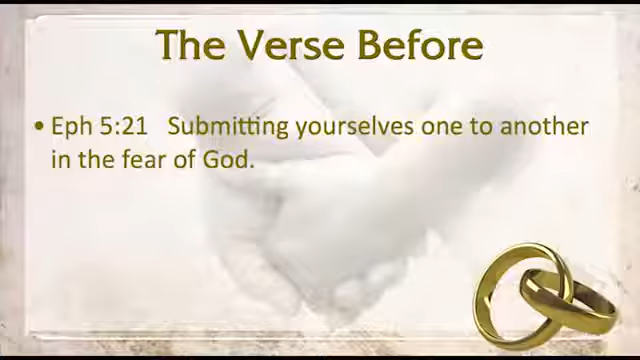 The Verse Before
• Eph 5:21   Submitting yourselves one to another
in the fear of God.